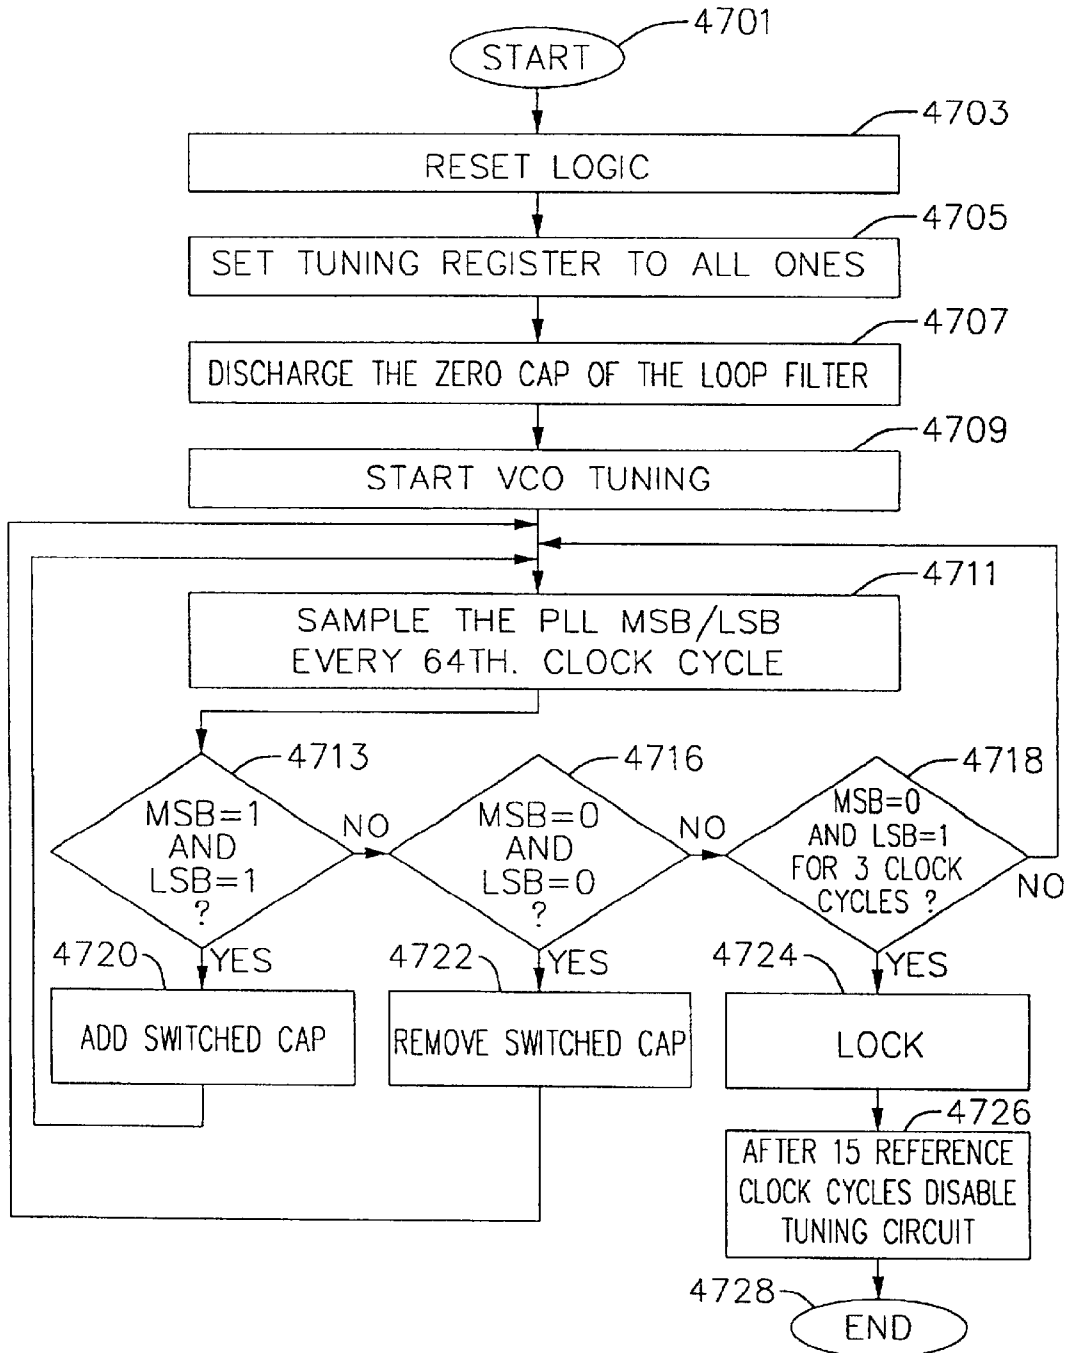 4701
START
4703
RESET LOGIC
4705
SET TUNING REGISTER TO ALL ONES
4707
DISCHARGE THE ZERO CAP OF THE LOOP FILTER
4709
START VCO TUNING
4711
SAMPLE THE PLL MSB/LSB
EVERY 64TH. CLOCK CYCLE
4713
MSB=1
AND
LSB=1
?
NO
YES
4716
MSB=0
AND
LSB=0
?
NO
YES
4718
MSB=0
AND LSB=1
FOR 3 CLOCK
CYCLES ?
NO
YES
4720
ADD SWITCHED CAP
4722
REMOVE SWITCHED CAP
4724
LOCK
4726
AFTER 15 REFERENCE
CLOCK CYCLES DISABLE
TUNING CIRCUIT
4728
END